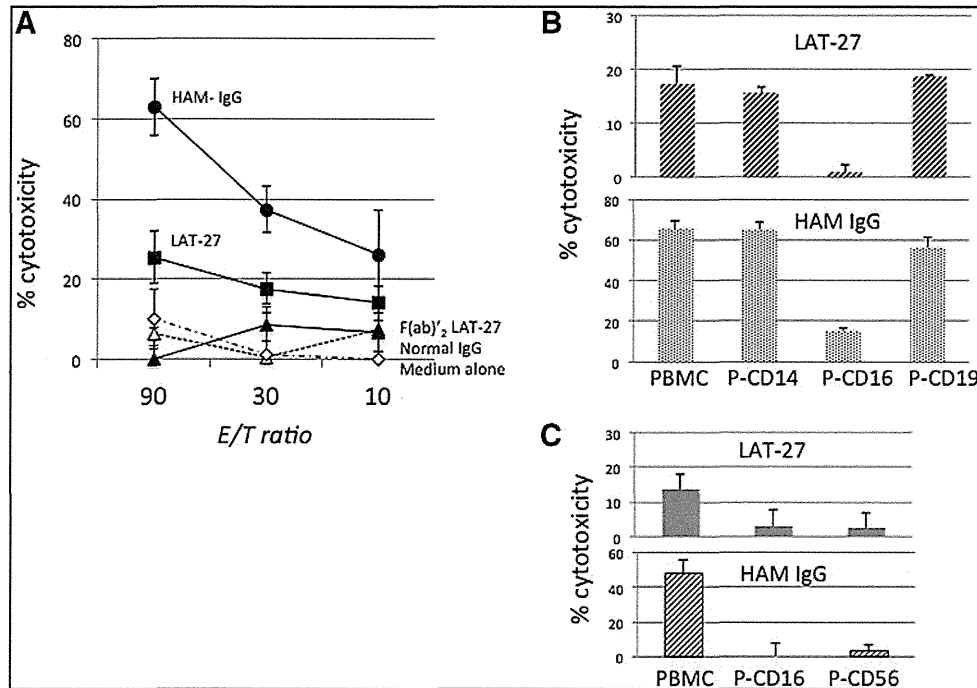 A
80
60
40
20
0
% cytotoxicity
HAM- IgG
LAT-27
F(ab)'₂ LAT-27
Normal IgG
Medium alone
90 30 10
E/T ratio
B
LAT-27
30
20
10
0
% cytotoxicity
HAM IgG
80
60
40
20
0
PBMC P-CD14 P-CD16 P-CD19
C
LAT-27
30
20
10
0
% cytotoxicity
HAM IgG
60
40
20
0
PBMC P-CD16 P-CD56